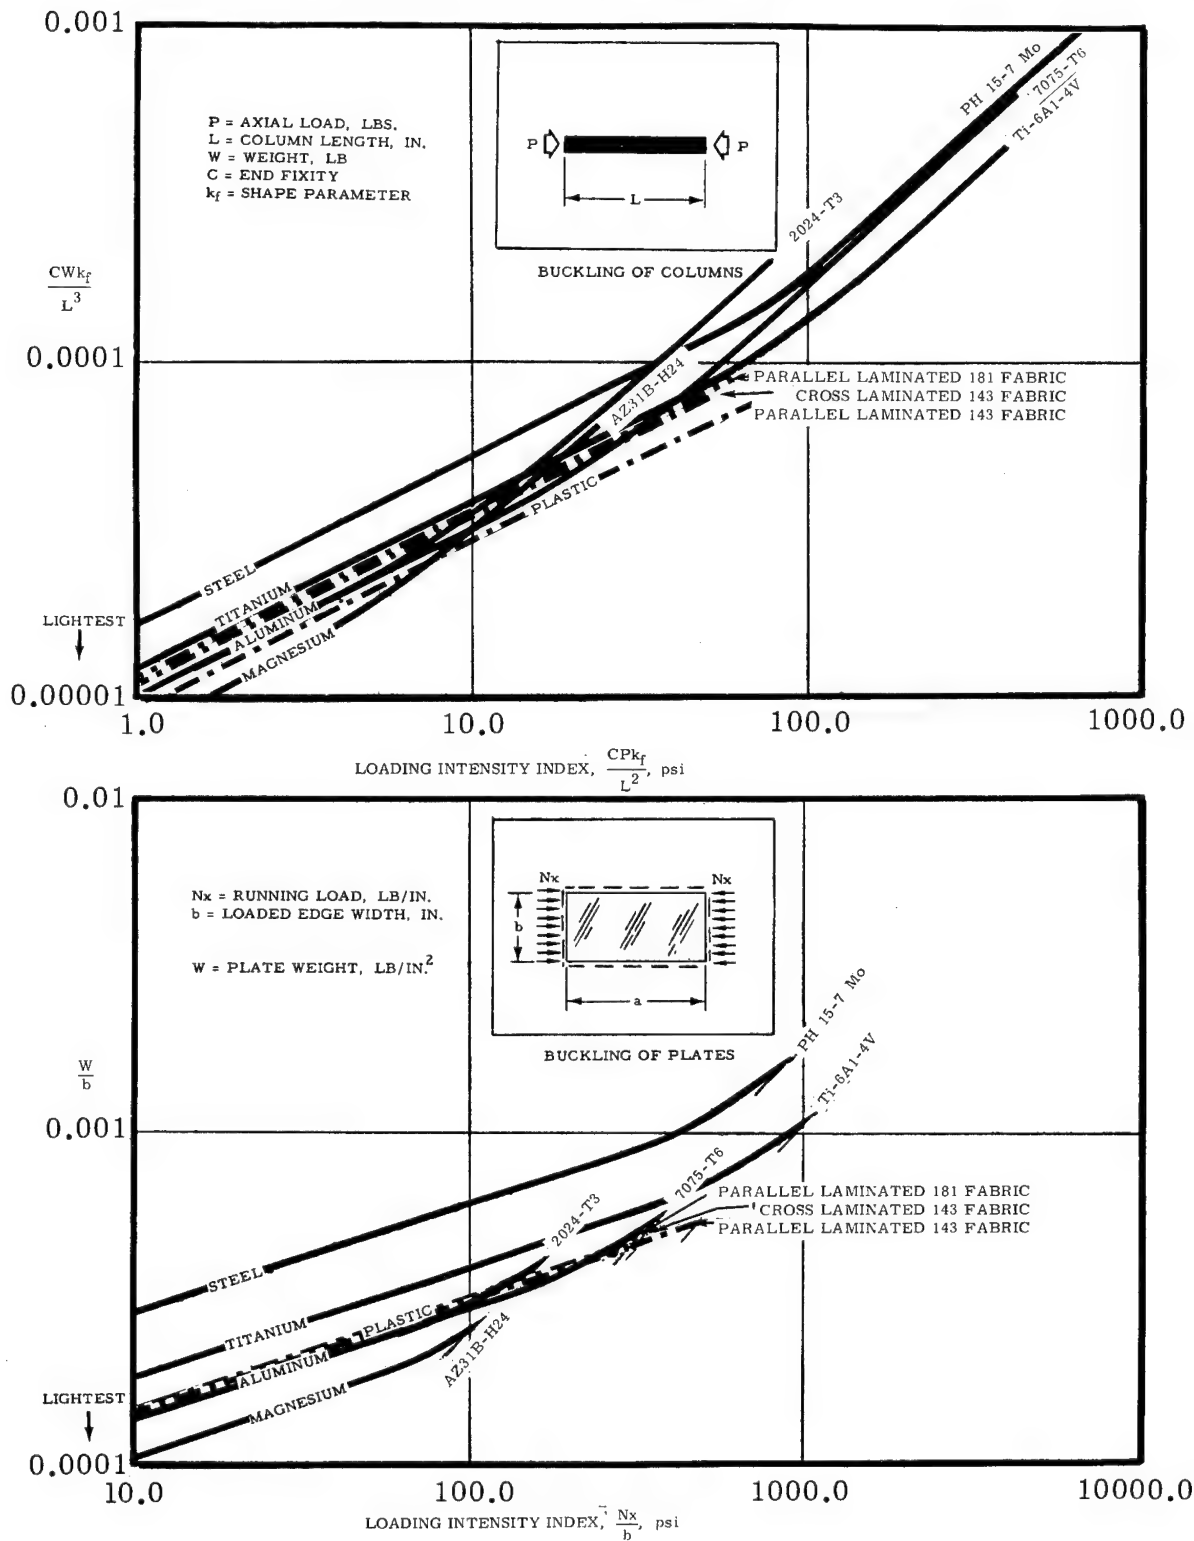 0.001
P = AXIAL LOAD, LBS.
L = COLUMN LENGTH, IN.
W = WEIGHT, LB
C = END FIXITY
kf = SHAPE PARAMETER
P P
L
BUCKLING OF COLUMNS
PH 15-7 Mo
7075-T6
Ti-6Al-4V
2024-T3
CWkf
L3
0.0001
AZ31B-H24
PARALLEL LAMINATED 181 FABRIC
CROSS LAMINATED 143 FABRIC
PARALLEL LAMINATED 143 FABRIC
PLASTIC
STEEL
TITANIUM
ALUMINUM
MAGNESIUM
LIGHTEST
0.00001
1.0 10.0 100.0 1000.0
LOADING INTENSITY INDEX, CPkf / L2, psi
0.01
Nx = RUNNING LOAD, LB/IN.
b = LOADED EDGE WIDTH, IN.
W = PLATE WEIGHT, LB/IN.2
Nx Nx
b
a
BUCKLING OF PLATES
PH 15-7 Mo
Ti-6Al-4V
W
b
0.001
7075-T6
2024-T3
PARALLEL LAMINATED 181 FABRIC
CROSS LAMINATED 143 FABRIC
PARALLEL LAMINATED 143 FABRIC
STEEL
TITANIUM
PLASTIC
ALUMINUM
AZ31B-H24
MAGNESIUM
LIGHTEST
0.0001
10.0 100.0 1000.0 10000.0
LOADING INTENSITY INDEX, Nx / b, psi